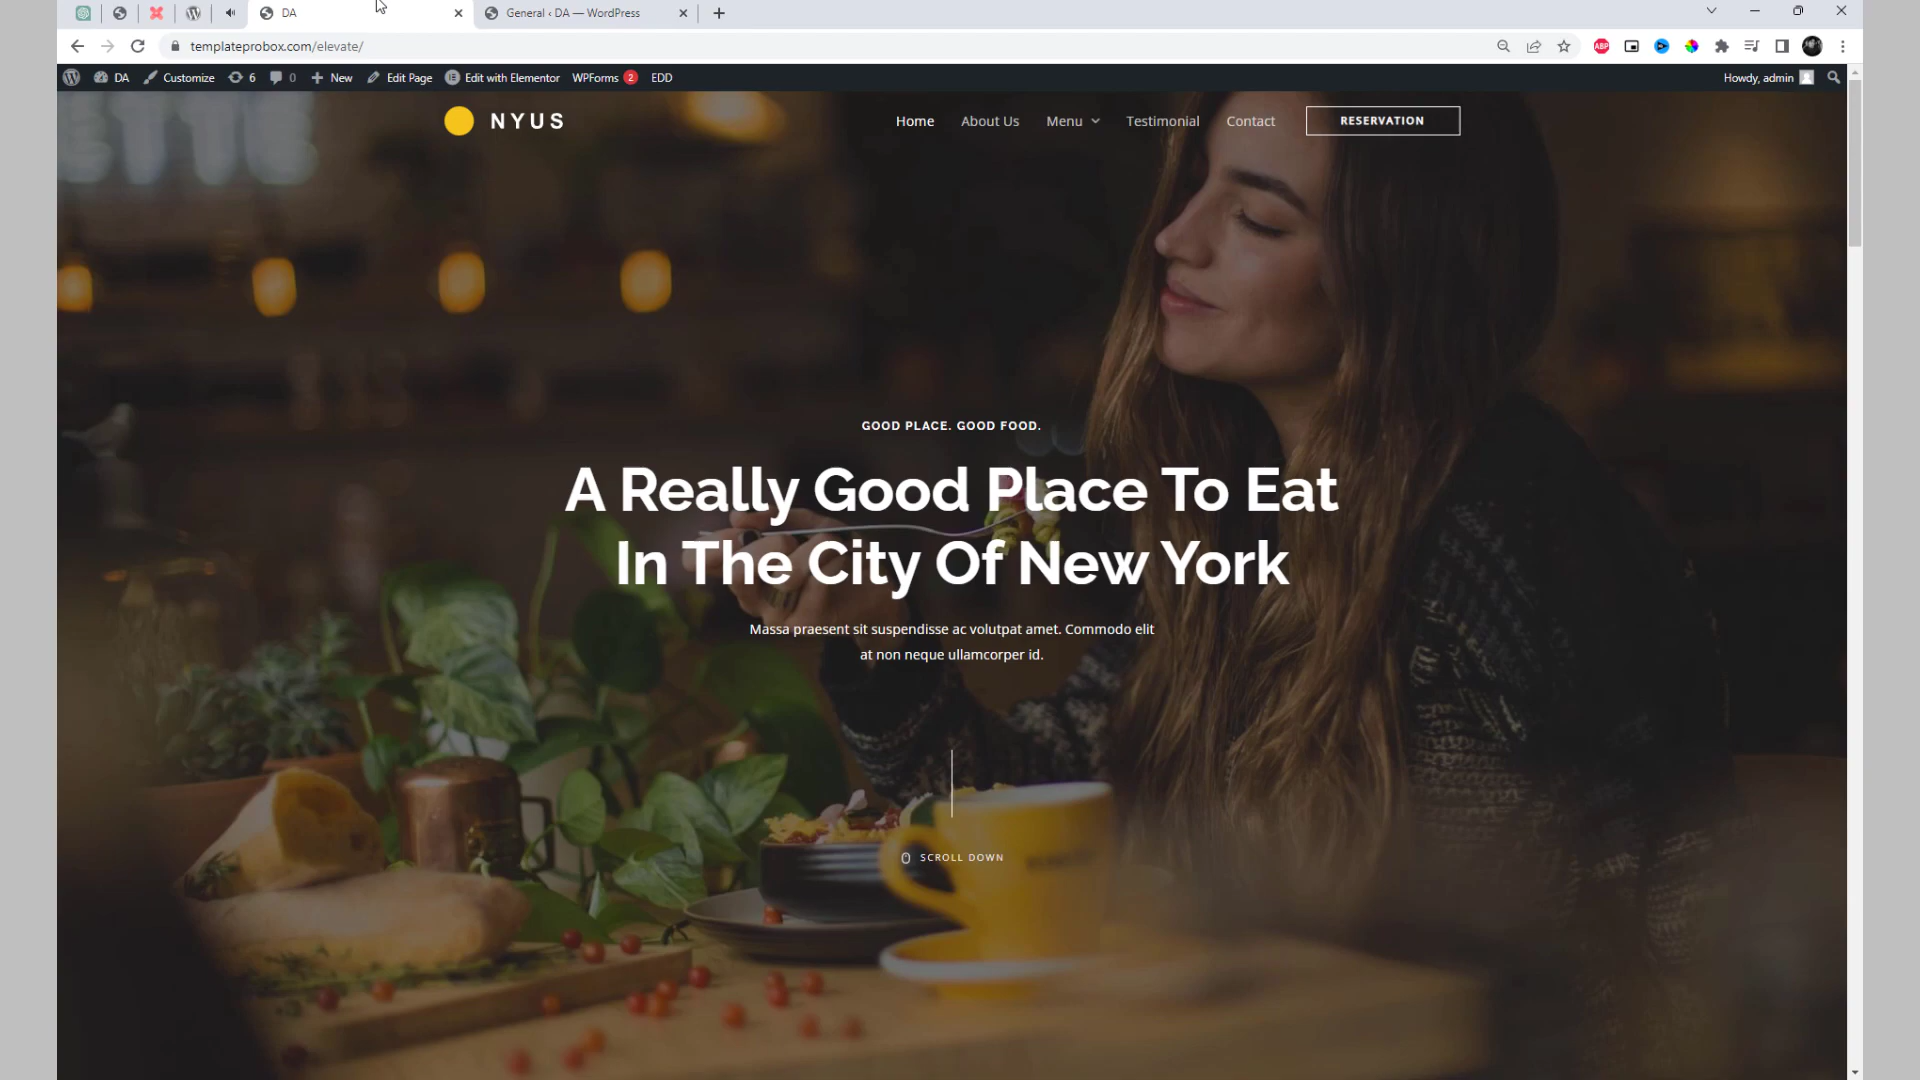 DA
General ‹ DA — WordPress
templateprobox.com/elevate/
ABP
DA
Customize
6
0
New
Edit Page
Edit with Elementor
WPForms 2
EDD
Howdy, admin
NYUS
Home
About Us
Menu
Testimonial
Contact
RESERVATION
GOOD PLACE. GOOD FOOD.
A Really Good Place To Eat
In The City Of New York
Massa praesent sit suspendisse ac volutpat amet. Commodo elit
at non neque ullamcorper id.
SCROLL DOWN